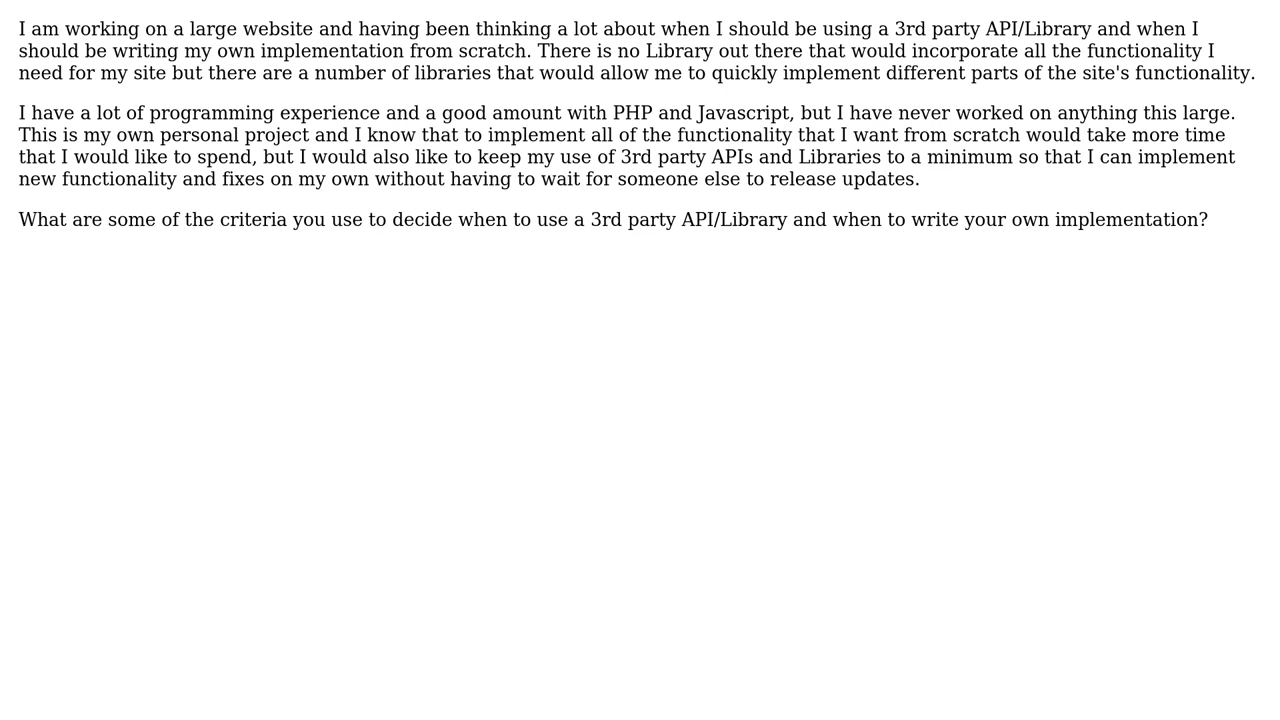 I am working on a large website and having been thinking a lot about when I should be using a 3rd party API/Library and when I
should be writing my own implementation from scratch. There is no Library out there that would incorporate all the functionality I
need for my site but there are a number of libraries that would allow me to quickly implement different parts of the site's functionality.
I have a lot of programming experience and a good amount with PHP and Javascript, but I have never worked on anything this large.
This is my own personal project and I know that to implement all of the functionality that I want from scratch would take more time
that I would like to spend, but I would also like to keep my use of 3rd party APIs and Libraries to a minimum so that I can implement
new functionality and fixes on my own without having to wait for someone else to release updates.
What are some of the criteria you use to decide when to use a 3rd party API/Library and when to write your own implementation?